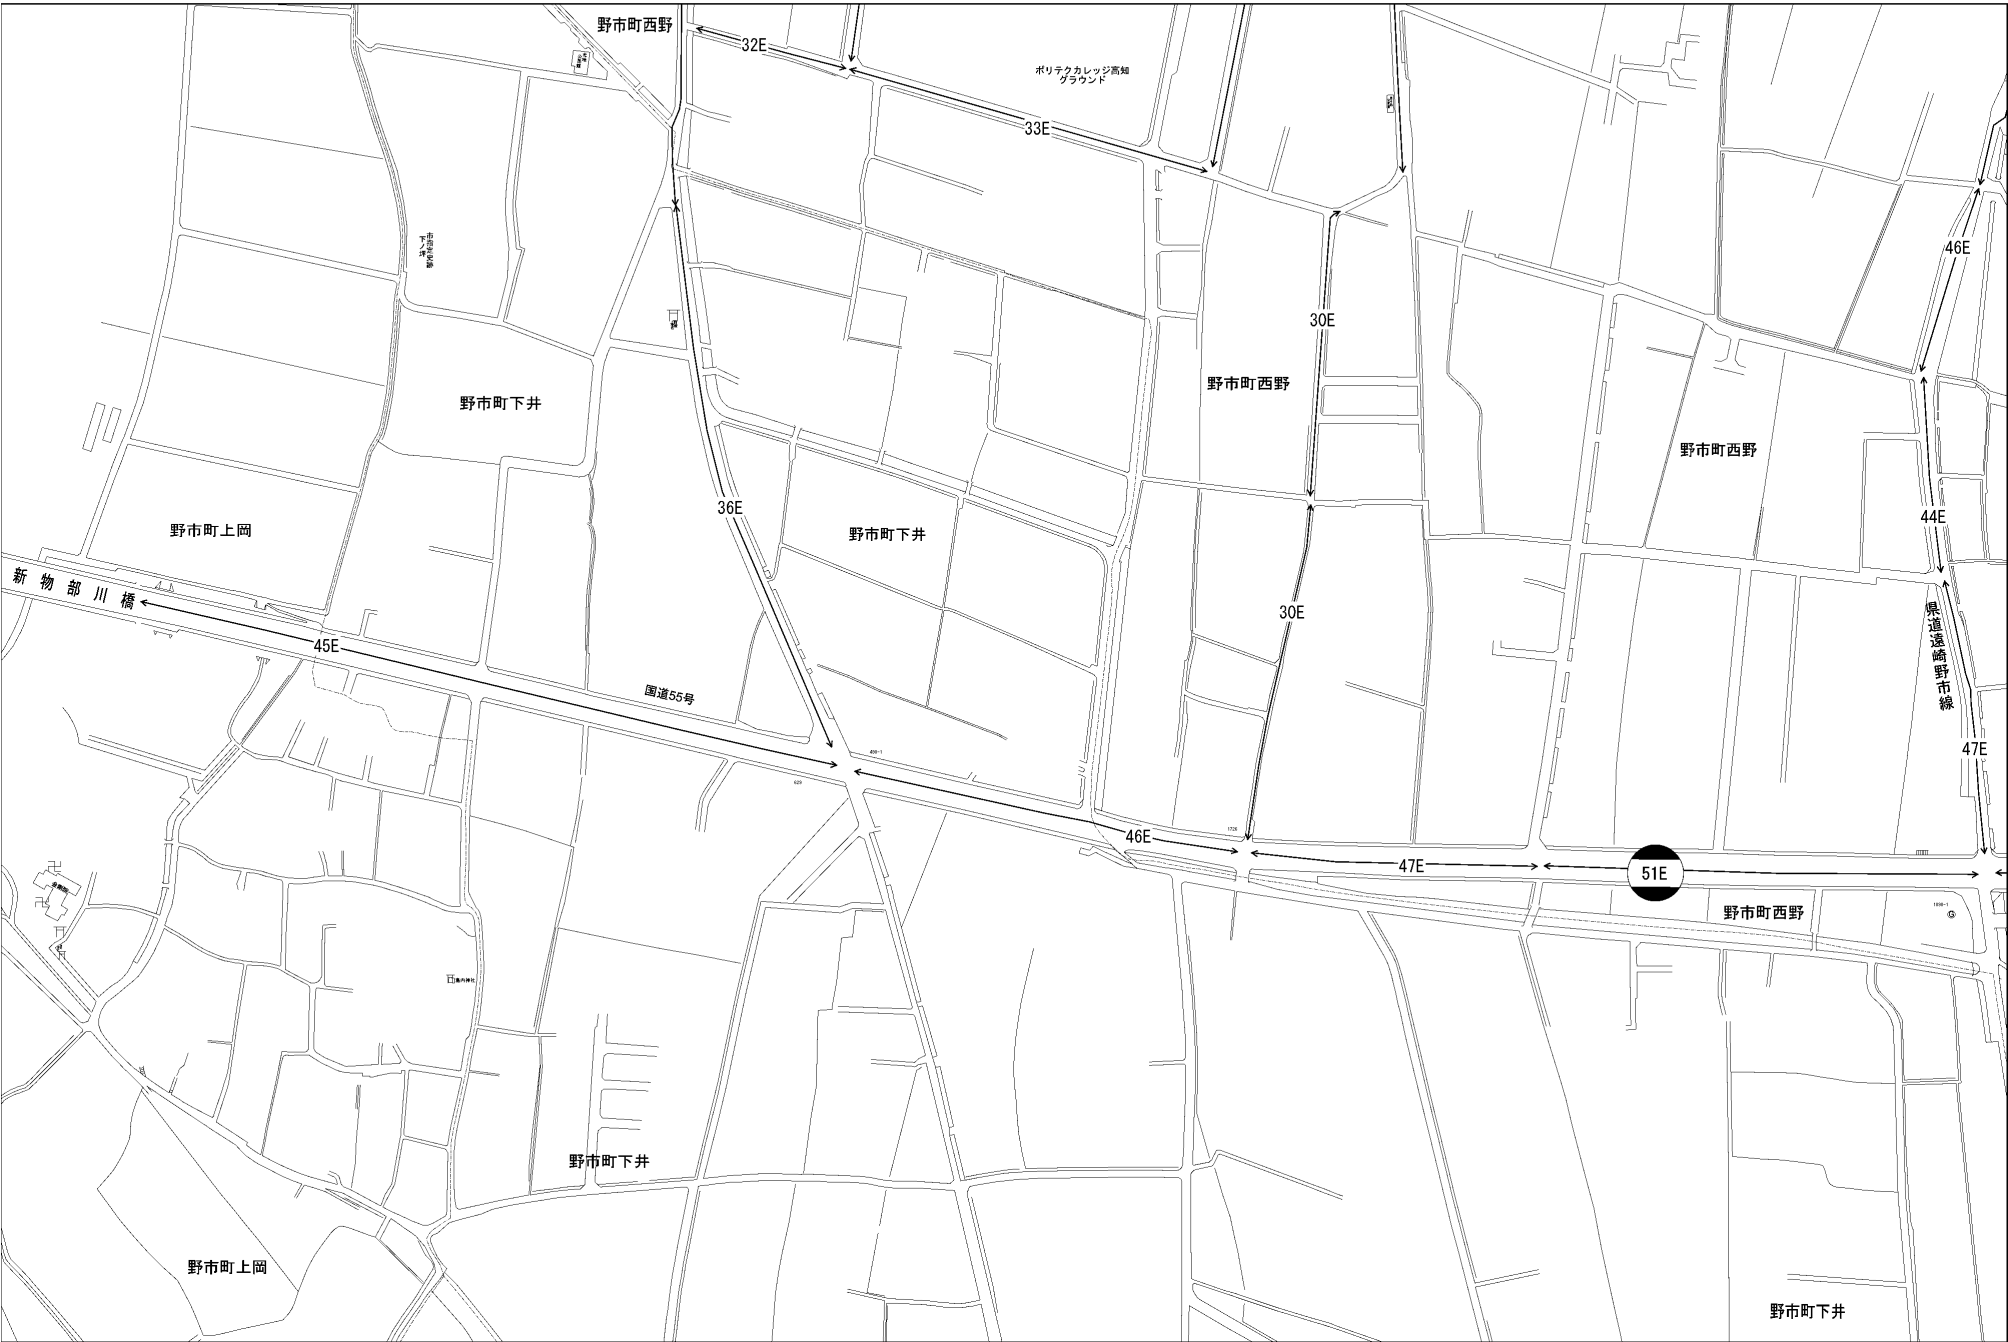 野市町西野
32E
ポリテクカレッジ高知
グラウンド
33E
46E
30E
野市町西野
野市町下井
野市町西野
36E
44E
野市町上岡
野市町下井
新物部川橋
30E
県道遠崎野市線
45E
国道55号
47E
46E
47E
51E
野市町西野
野市町下井
野市町上岡
野市町下井